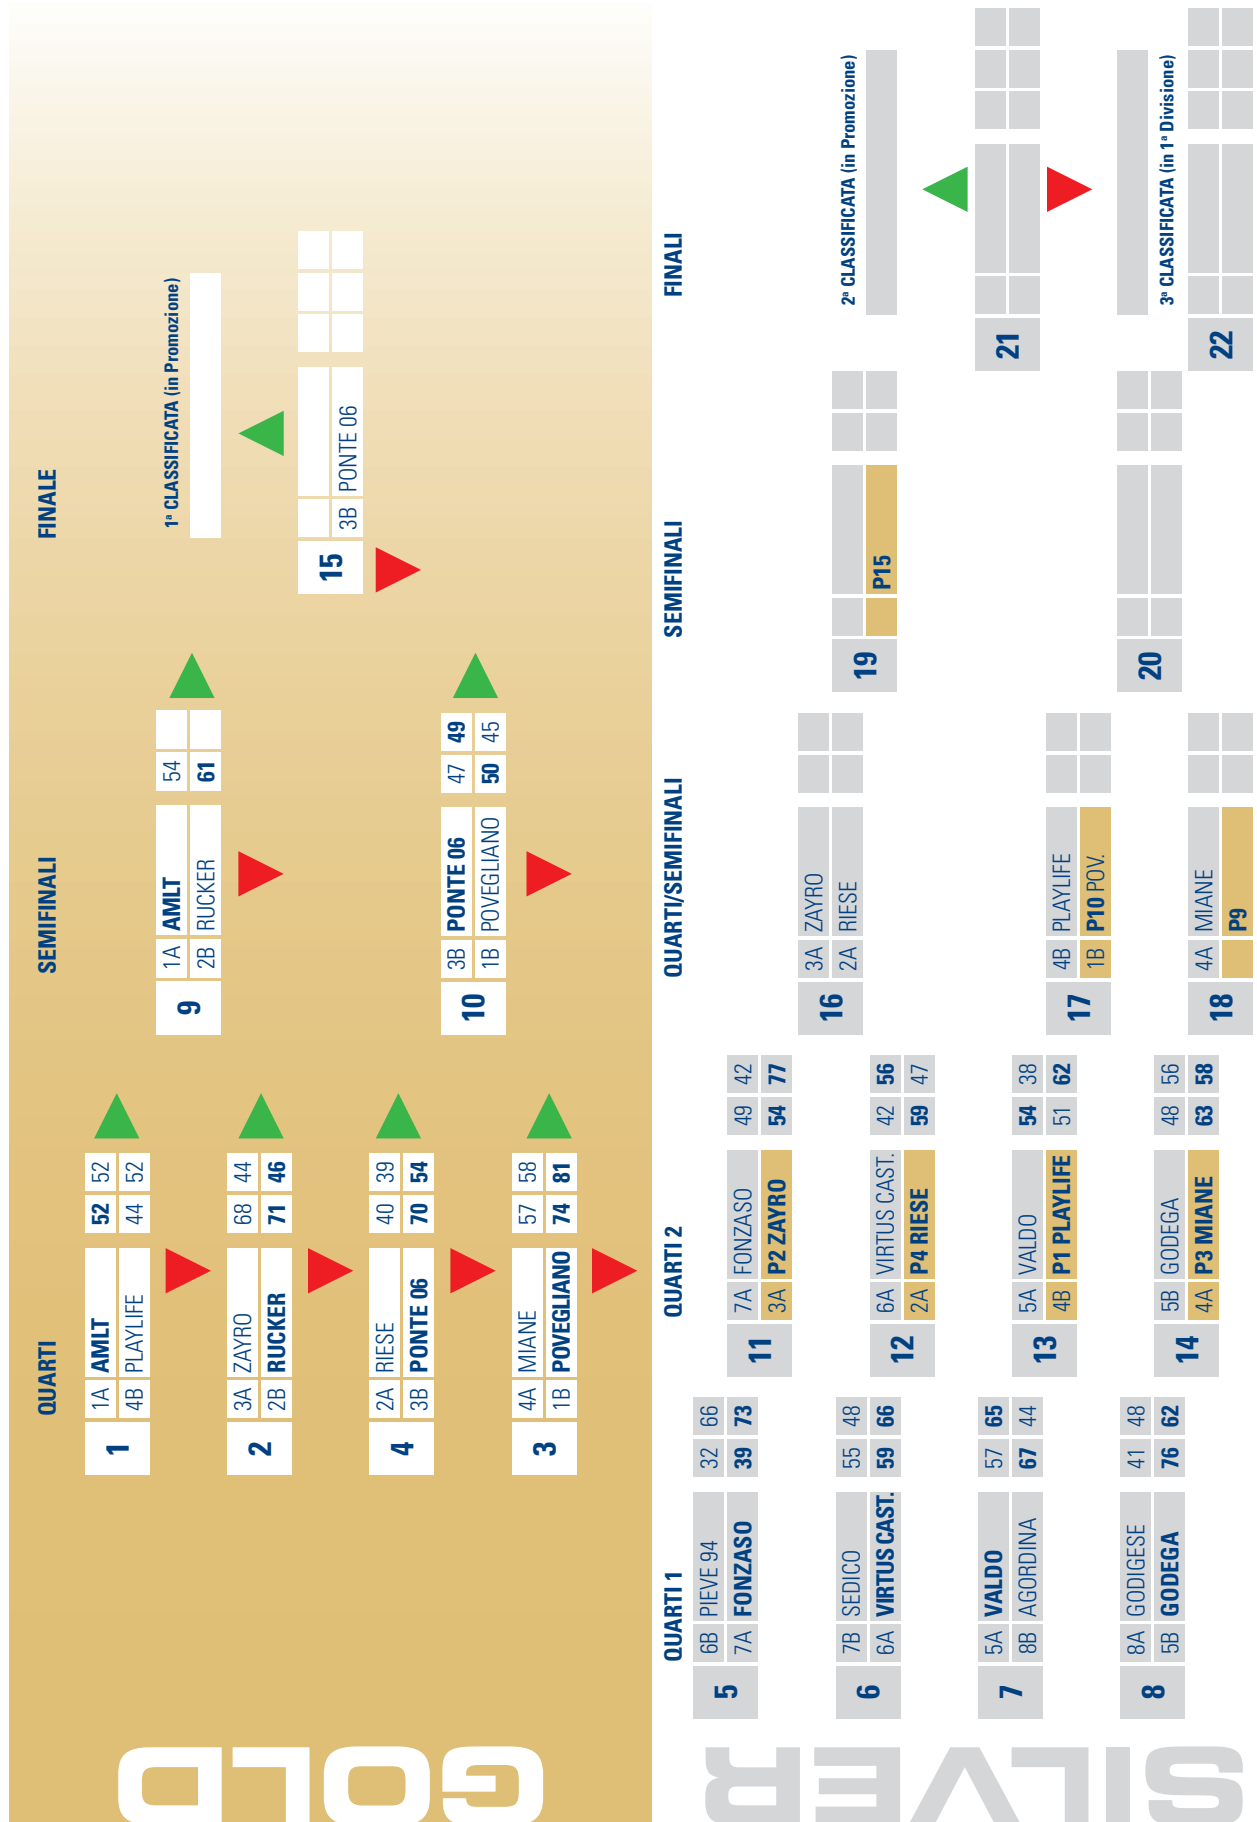 GOLD
QUARTI
SEMIFINALI
FINALE
1
1A AMLT 52 52
4B PLAYLIFE 44 52
2
3A ZAYRO 68 44
2B RUCKER 71 46
4
2A RIESE 40 39
3B PONTE 06 70 54
3
4A MIANE 57 58
1B POVEGLIANO 74 81
9
1A AMLT 54
2B RUCKER 61
10
3B PONTE 06 47 49
1B POVEGLIANO 50 45
1ª CLASSIFICATA (in Promozione)
15
3B PONTE 06
SILVER
QUARTI 1
QUARTI 2
QUARTI/SEMIFINALI
SEMIFINALI
FINALI
5
6B PIEVE 94 32 66
7A FONZASO 39 73
6
7B SEDICO 55 48
6A VIRTUS CAST. 59 66
7
5A VALDO 57 65
8B AGORDINA 67 44
8
8A GODIGESE 41 48
5B GODEGA 76 62
11
7A FONZASO 49 42
3A P2 ZAYRO 54 77
12
6A VIRTUS CAST. 42 56
2A P4 RIESE 59 47
13
5A VALDO 54 38
4B P1 PLAYLIFE 51 62
14
5B GODEGA 48 56
4A P3 MIANE 63 58
16
3A ZAYRO
2A RIESE
17
4B PLAYLIFE
1B P10 POV.
18
4A MIANE
P9
19
P15
20
2ª CLASSIFICATA (in Promozione)
21
3ª CLASSIFICATA (in 1ª Divisione)
22